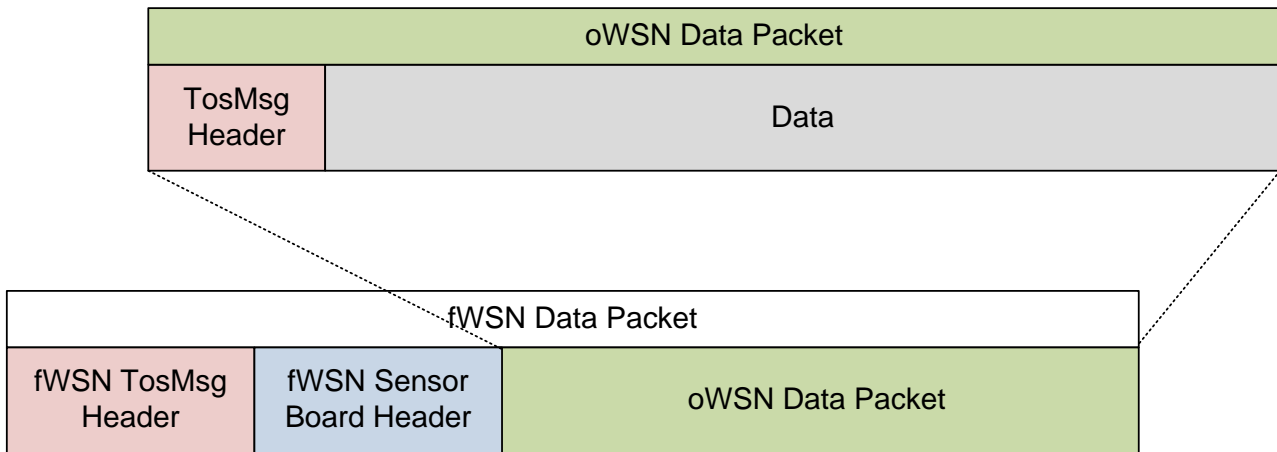 oWSN Data Packet
TosMsg
Header
Data
fWSN Data Packet
fWSN TosMsg
Header
fWSN Sensor
Board Header
oWSN Data Packet